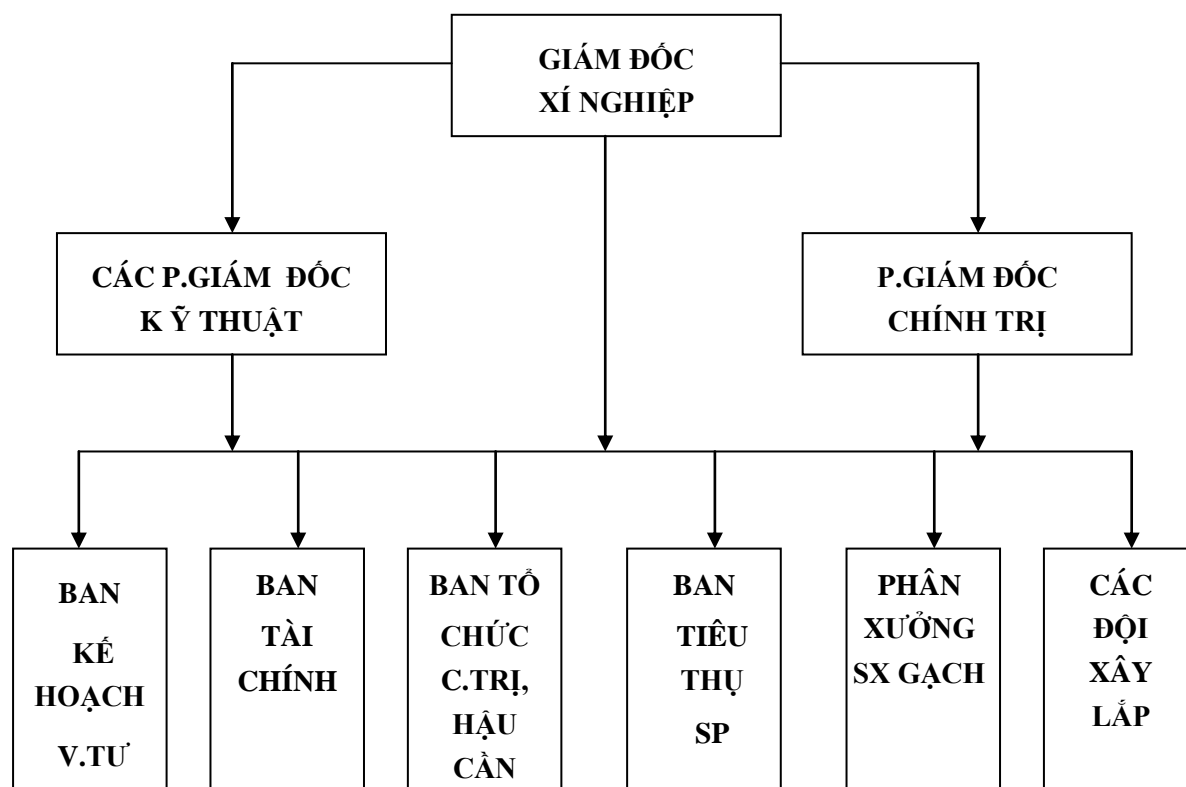 GIÁM ĐỐC
XÍ NGHIỆP
CÁC P.GIÁM ĐỐC
K Ỹ THUẬT
P.GIÁM ĐỐC
CHÍNH TRỊ
BAN
KẾ
HOẠCH
V.TƯ
BAN
TÀI
CHÍNH
BAN TỔ
CHỨC
C.TRỊ,
HẬU
CẦN
BAN
TIÊU
THỤ
SP
PHÂN
XƯỞNG
SX GẠCH
CÁC
ĐỘI
XÂY
LẮP